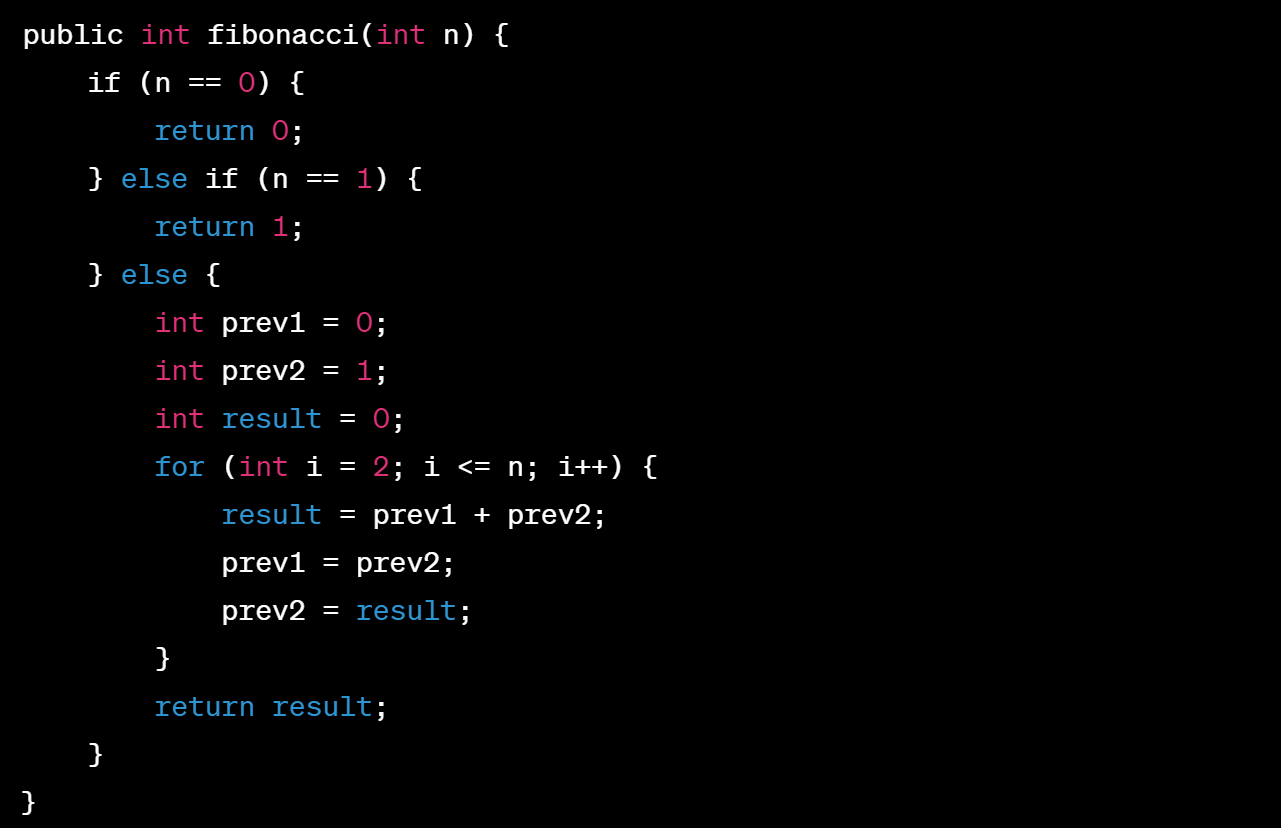 public int fibonacci(int n) {
    if (n == 0) {
        return 0;
    } else if (n == 1) {
        return 1;
    } else {
        int prev1 = 0;
        int prev2 = 1;
        int result = 0;
        for (int i = 2; i <= n; i++) {
            result = prev1 + prev2;
            prev1 = prev2;
            prev2 = result;
        }
        return result;
    }
}